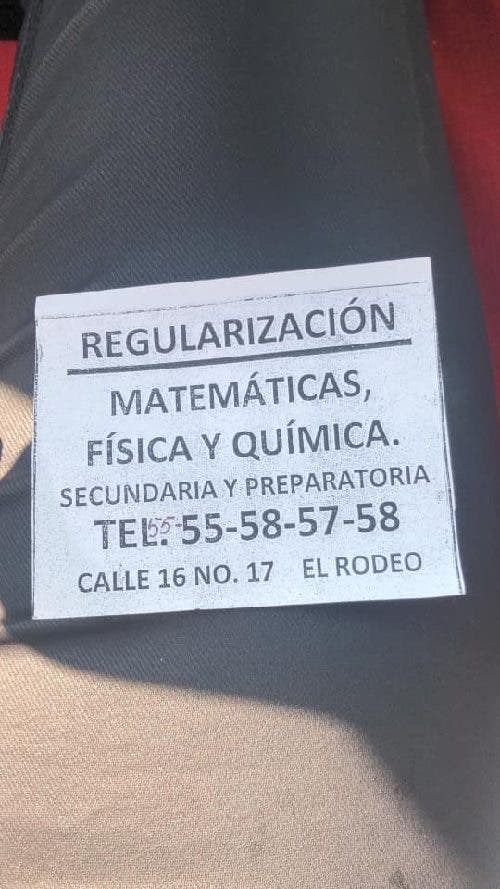 REGULARIZACIÓN
MATEMÁTICAS,
FÍSICA Y QUÍMICA.
SECUNDARIA Y PREPARATORIA
TEL. 55-55-58-57-58
CALLE 16 NO. 17 EL RODEO